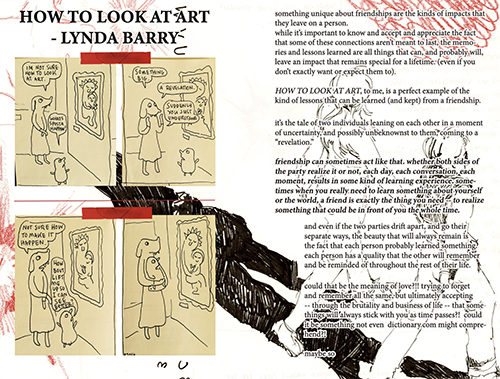 HOW TO LOOK AT ART
- LYNDA BARRY
I'M NOT SURE
HOW TO LOOK
AT ART.
SOMETHING
BIG.
A REVELATION.
SUDDENLY
YOU JUST
UNDERSTAND
NOT SURE HOW
TO MAKE IT
HAPPEN.
HOW
BOUT
LIFT
ME
UP SO
I CAN
something unique about friendships are the kinds of impacts that
they leave on a person.
while it's important to know and accept and appreciate the fact
that some of these connections aren't meant to last, the memo-
ries and lessons learned are all things that can, and probably will,
leave an impact that remains special for a lifetime. (even if you
don't exactly want or expect them to).
HOW TO LOOK AT ART, to me, is a perfect example of the
kind of lessons that can be learned (and kept) from a friendship.
it's the tale of two individuals leaning on each other in a moment
of uncertainty, and possibly unbeknownst to them, coming to a
"revelation."
friendship can sometimes act like that. whether both sides of
the party realize it or not, each day, each conversation, each
moment, results in some kind of learning experience. some-
times when you really need to learn something about yourself
or the world, a friend is exactly the thing you need to realize
something that could be in front of you the whole time.
and even if the two parties drift apart, and go their
separate ways, the beauty that will always remain is
the fact that each person probably learned something.
each person has a quality that the other will remember
and be reminded of throughout the rest of their life.
could that be the meaning of love!!! trying to forget
and remember all the same, but ultimately accepting
-- through the brutality and business of life -- that some
things will always stick with you as time passes?! could
it be something not even dictionary.com might compre-
hend?!
maybe so